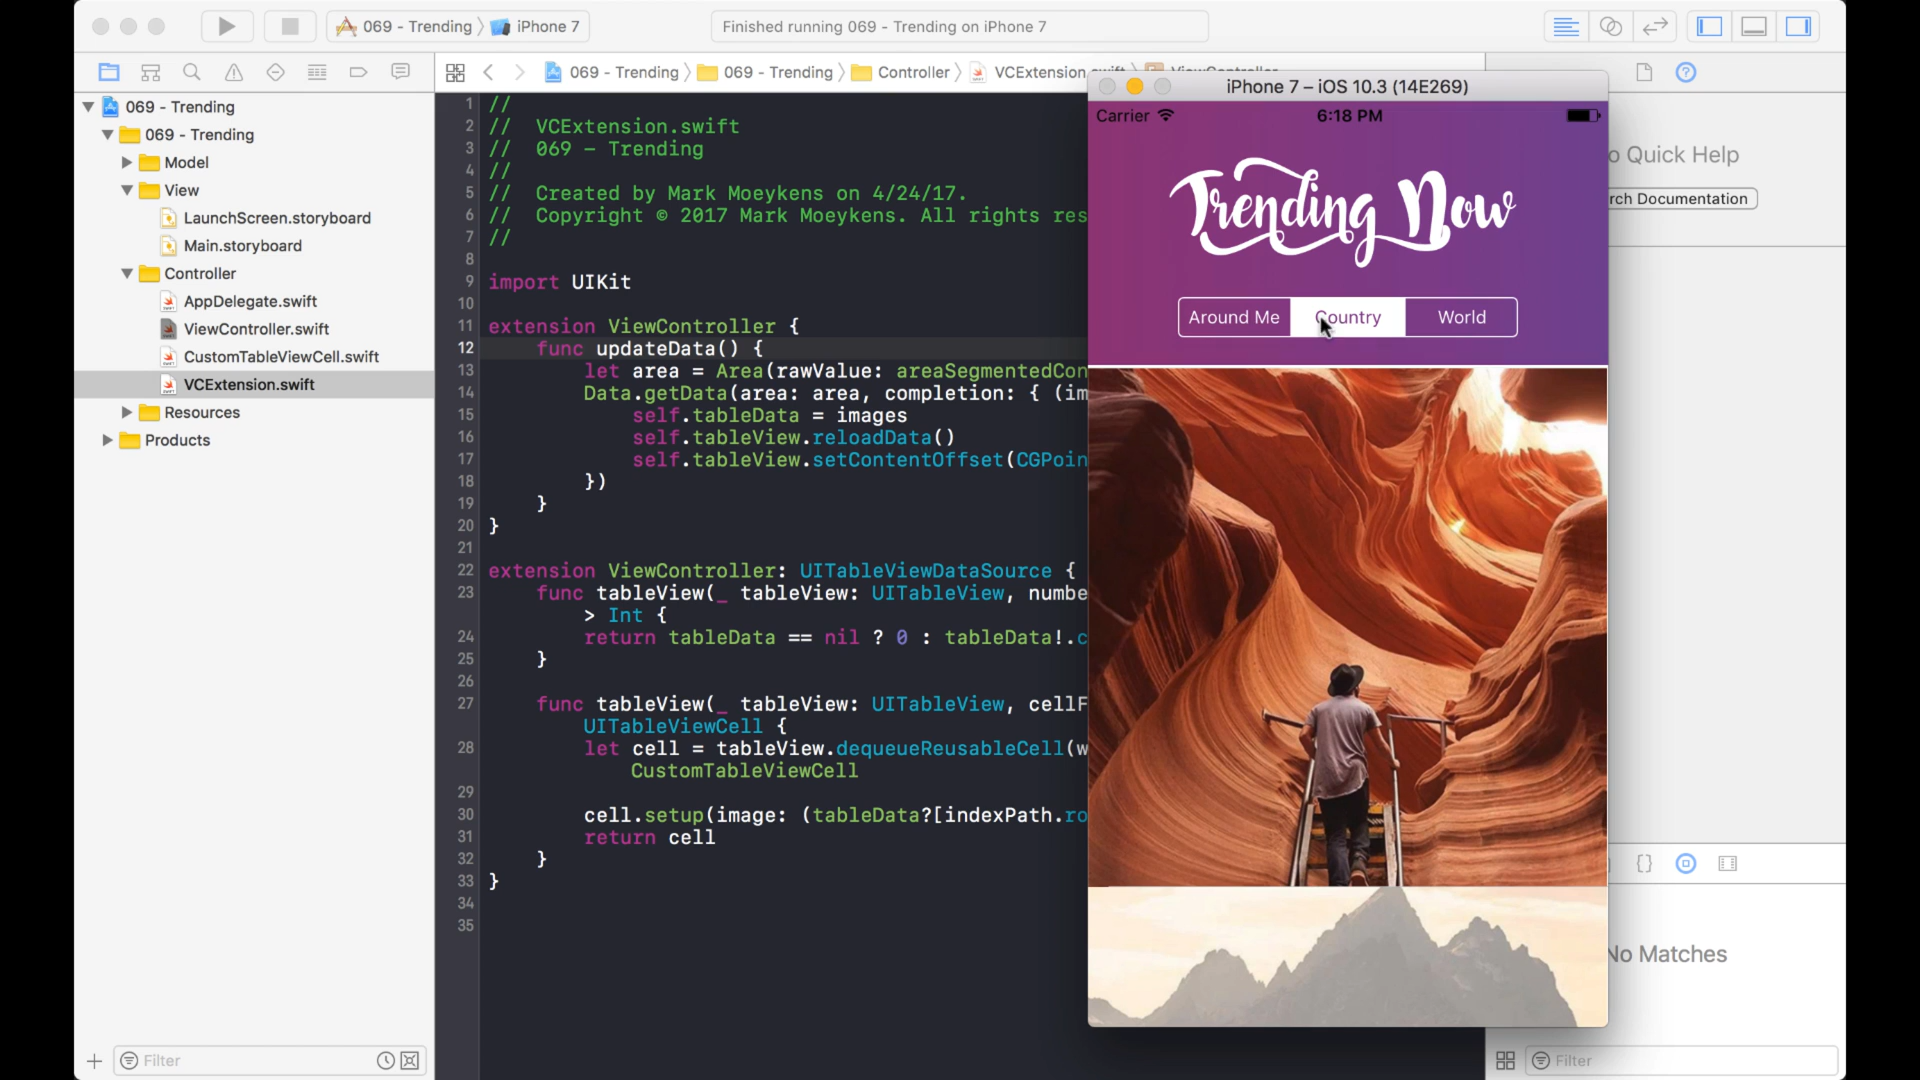 069 - Trending
iPhone 7
Finished running 069 - Trending on iPhone 7
069 - Trending
069 - Trending
Controller
VCExtension.swift
ViewController
069 - Trending
069 - Trending
Model
View
LaunchScreen.storyboard
Main.storyboard
Controller
AppDelegate.swift
ViewController.swift
CustomTableViewCell.swift
VCExtension.swift
Resources
Products
Filter
1 //
2 // VCExtension.swift
3 // 069 - Trending
4 //
5 // Created by Mark Moeykens on 4/24/17.
6 // Copyright © 2017 Mark Moeykens. All rights res
7 //
8
9 import UIKit
10
11 extension ViewController {
12 func updateData() {
13 let area = Area(rawValue: areaSegmentedCon
14 Data.getData(area: area, completion: { (im
15 self.tableData = images
16 self.tableView.reloadData()
17 self.tableView.setContentOffset(CGPoin
18 })
19 }
20 }
21
22 extension ViewController: UITableViewDataSource {
23 func tableView(_ tableView: UITableView, numbe
> Int {
24 return tableData == nil ? 0 : tableData!.c
25 }
26
27 func tableView(_ tableView: UITableView, cellF
UITableViewCell {
28 let cell = tableView.dequeueReusableCell(w
CustomTableViewCell
29
30 cell.setup(image: (tableData?[indexPath.ro
31 return cell
32 }
33 }
34
35
iPhone 7 – iOS 10.3 (14E269)
Carrier
6:18 PM
Trending Now
Around Me
Country
World
o Quick Help
rch Documentation
{}
No Matches
Filter